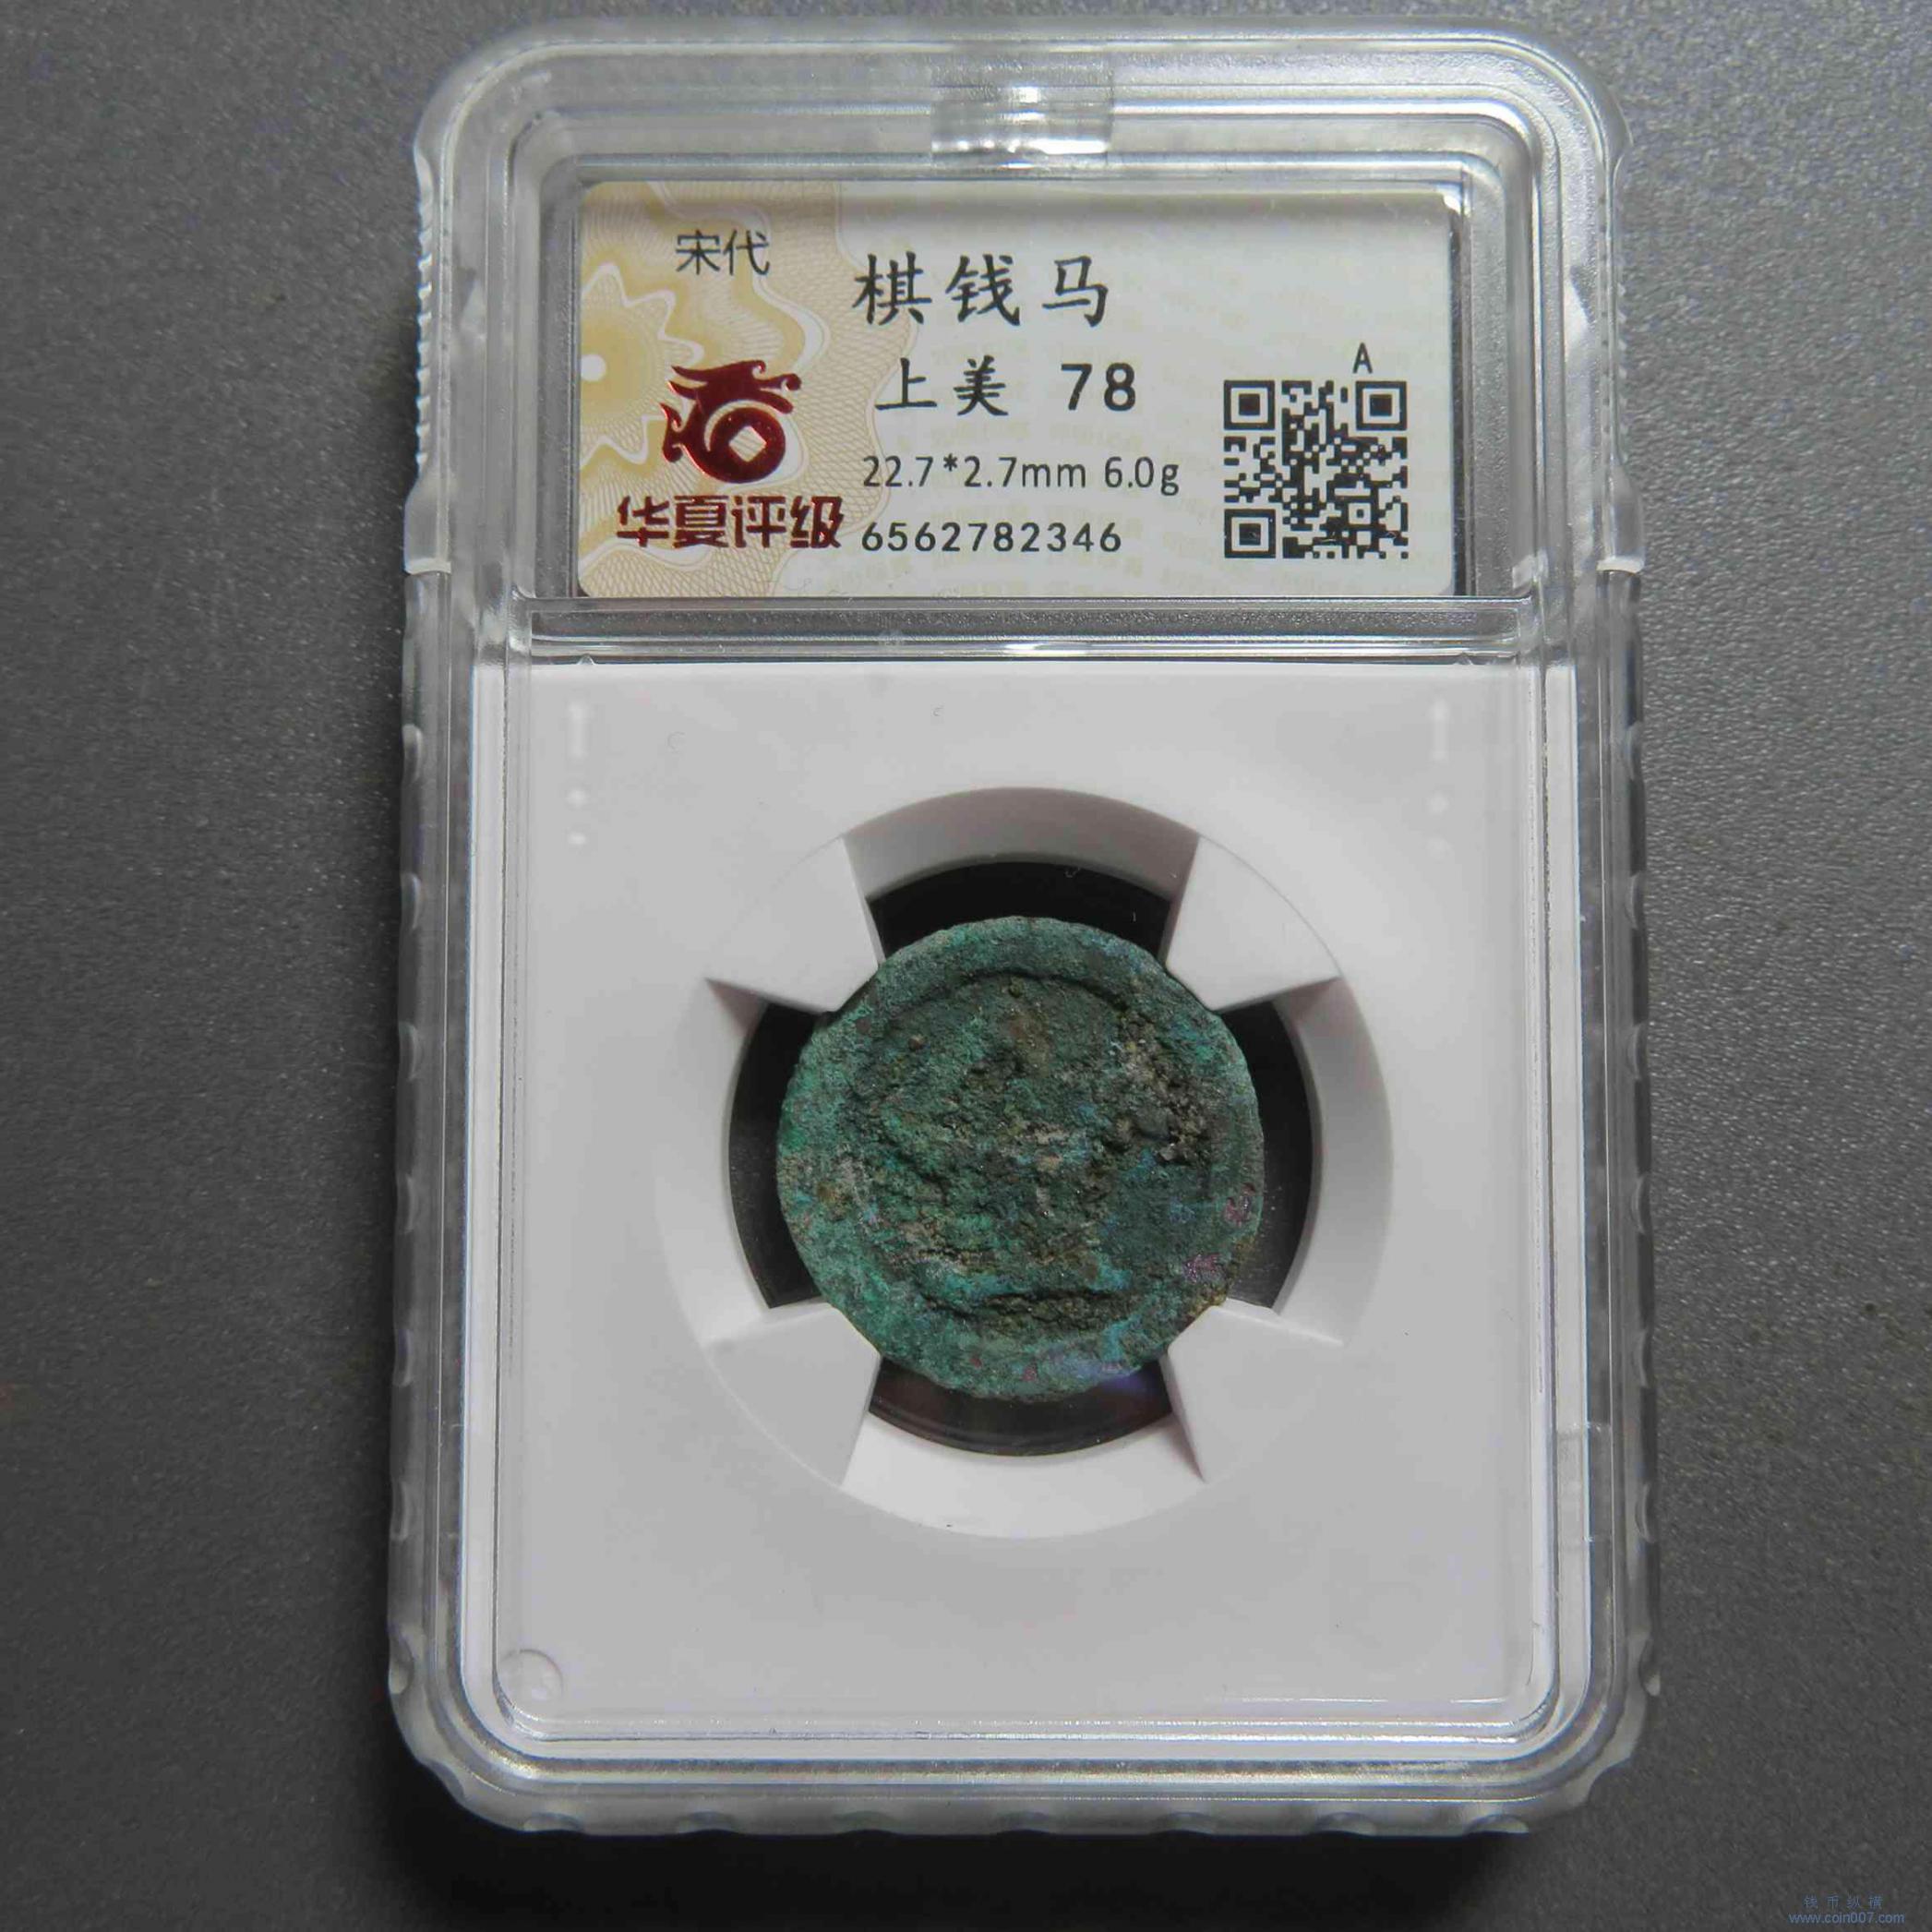 宋代
棋钱马
上美 78
A
22.7*2.7mm 6.0g
华夏评级
6562782346
钱币纵横
www.coin007.com